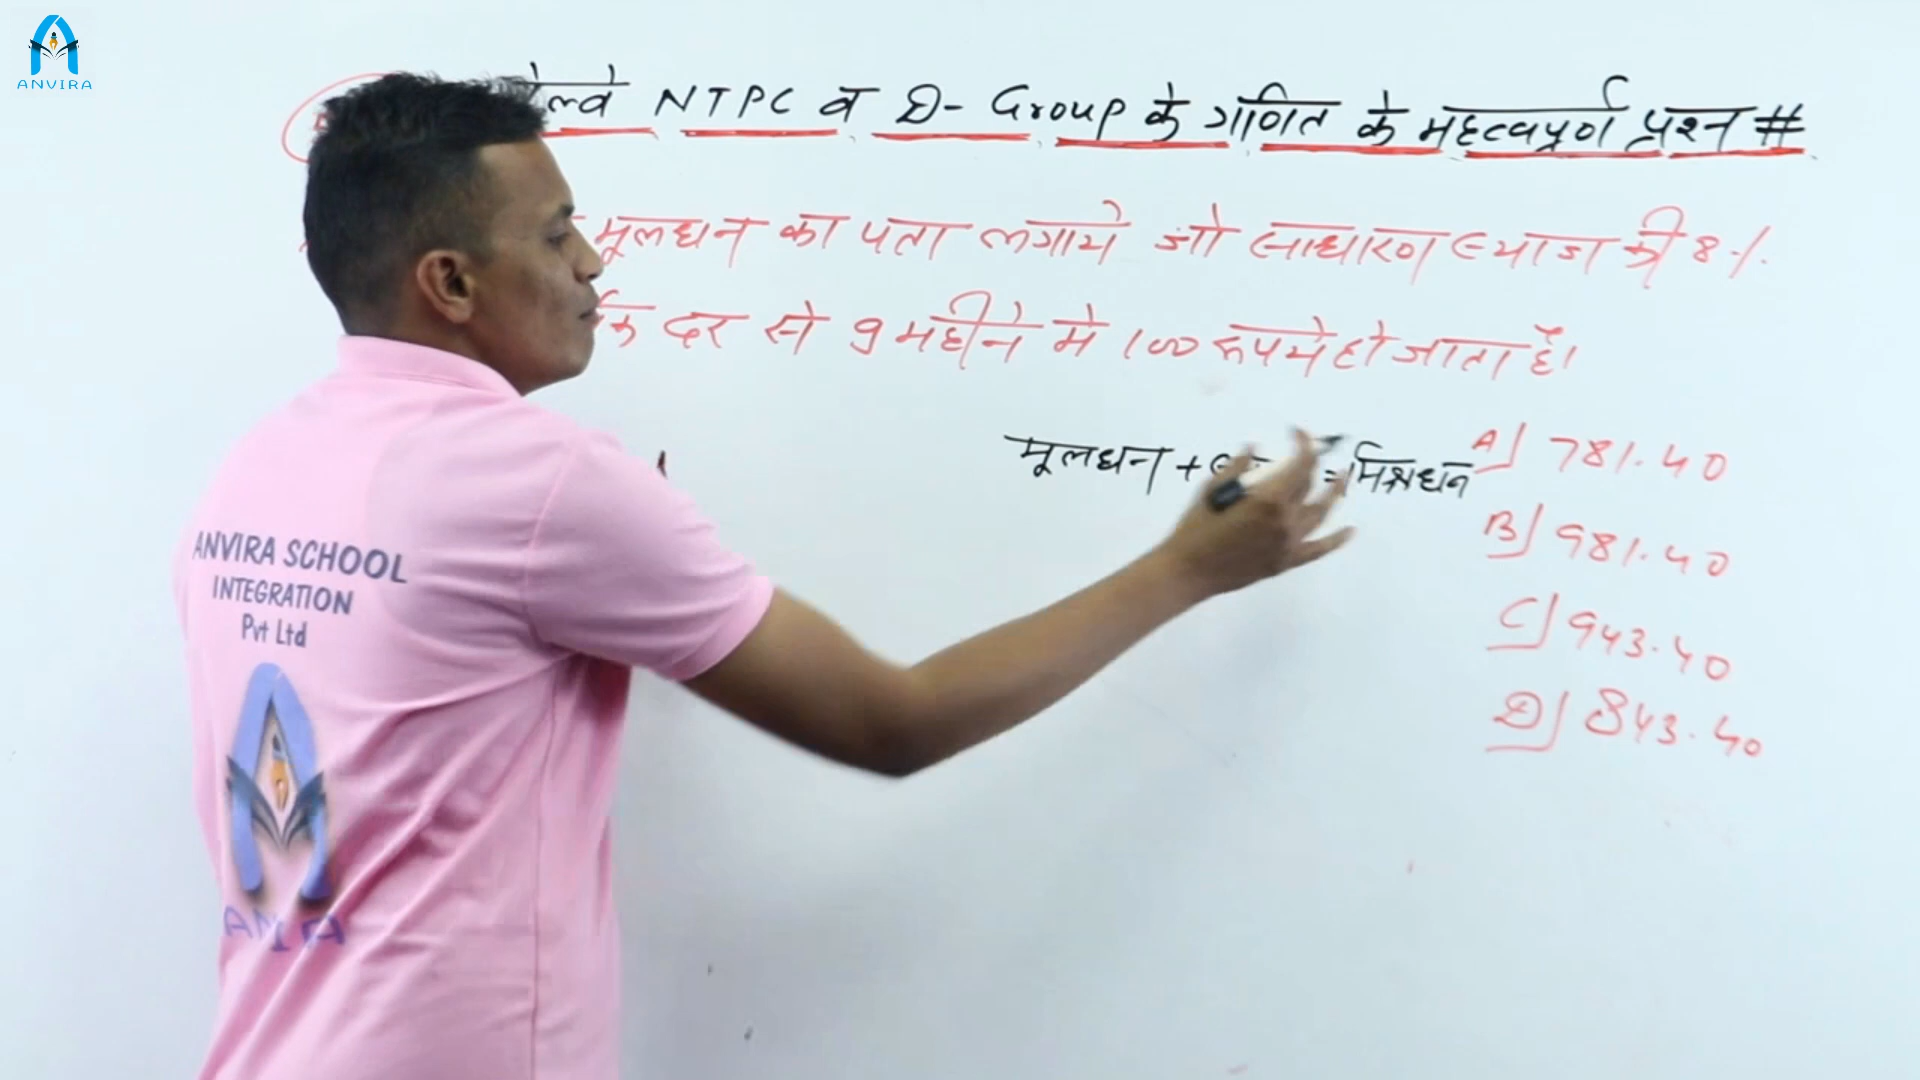 ANVIRA
NTPC व D- Group के गणित के महत्वपूर्ण प्रश्न #
मूलधन का पता लगाये जो साधारण ब्याज की 8%
दर से 9 महीने में 100 रूपये हो जाता है।
मूलधन + = मिश्रधन
A) 781.40
B) 981.40
C) 943.40
D) 843.40
ANVIRA SCHOOL
INTEGRATION
Pvt Ltd